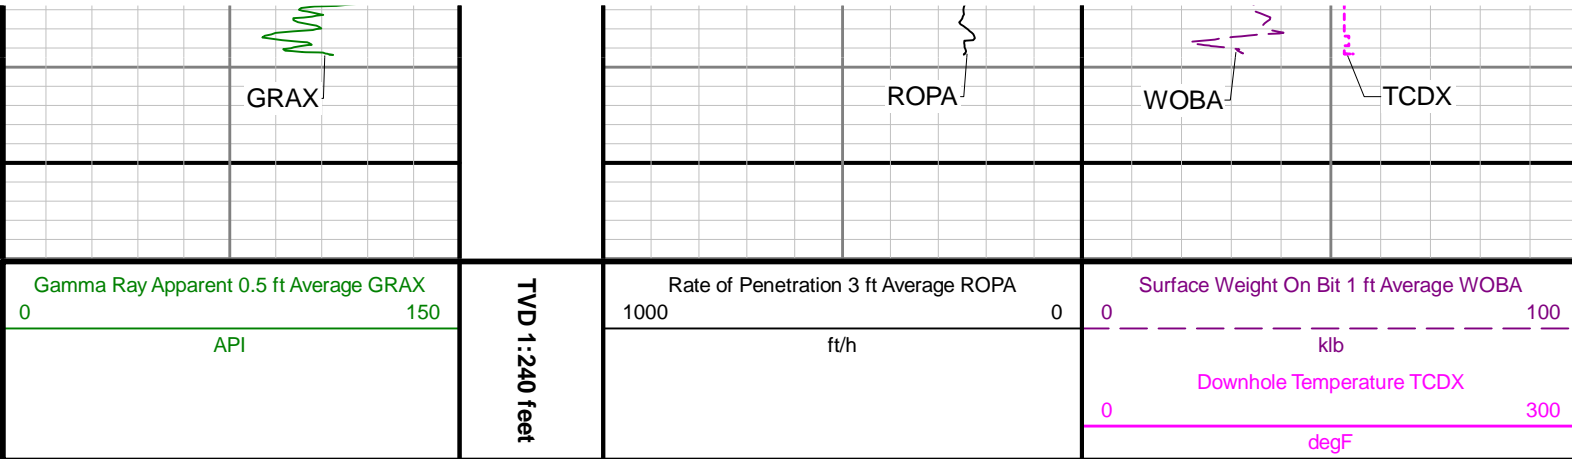 GRAX
ROPA
WOBA
TCDX
Gamma Ray Apparent 0.5 ft Average GRAX
0 150
API
TVD 1:240 feet
Rate of Penetration 3 ft Average ROPA
1000 0
ft/h
Surface Weight On Bit 1 ft Average WOBA
0 100
klb
Downhole Temperature TCDX
0 300
degF